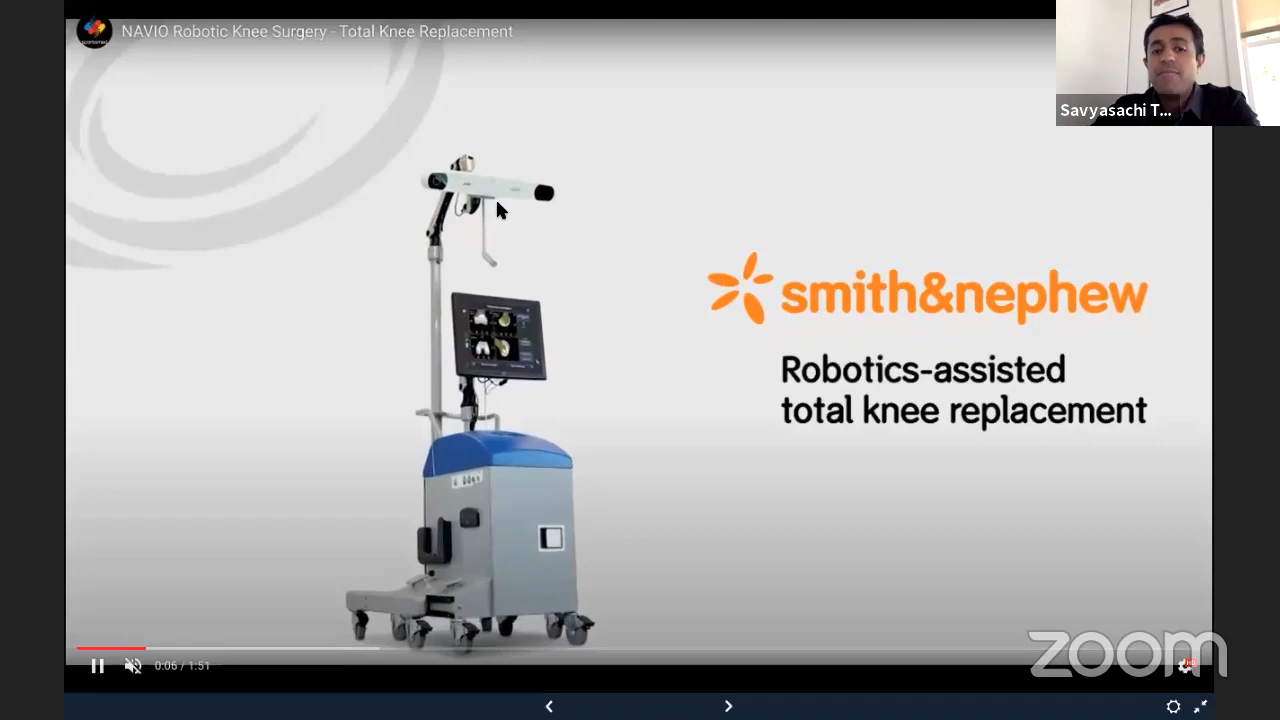 NAVIO Robotic Knee Surgery - Total Knee Replacement
Savyasachi T...
smith&nephew
Robotics-assisted
total knee replacement
0:06 / 1:51
HD
zoom